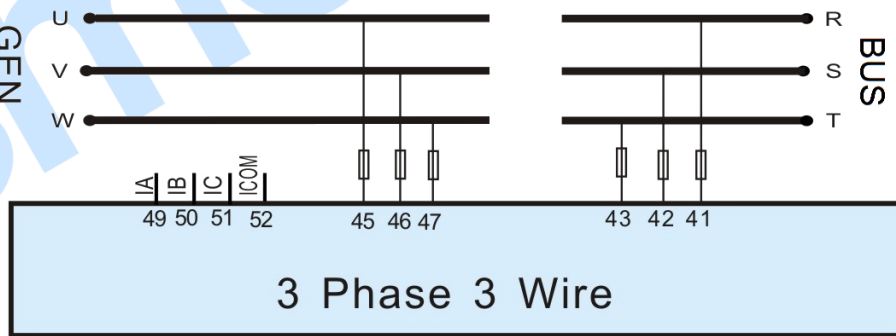 U
R
GEN
V
S
BUS
W
T
IA
IB
IC
ICOM
49 50 51 52 45 46 47 43 42 41
3 Phase 3 Wire